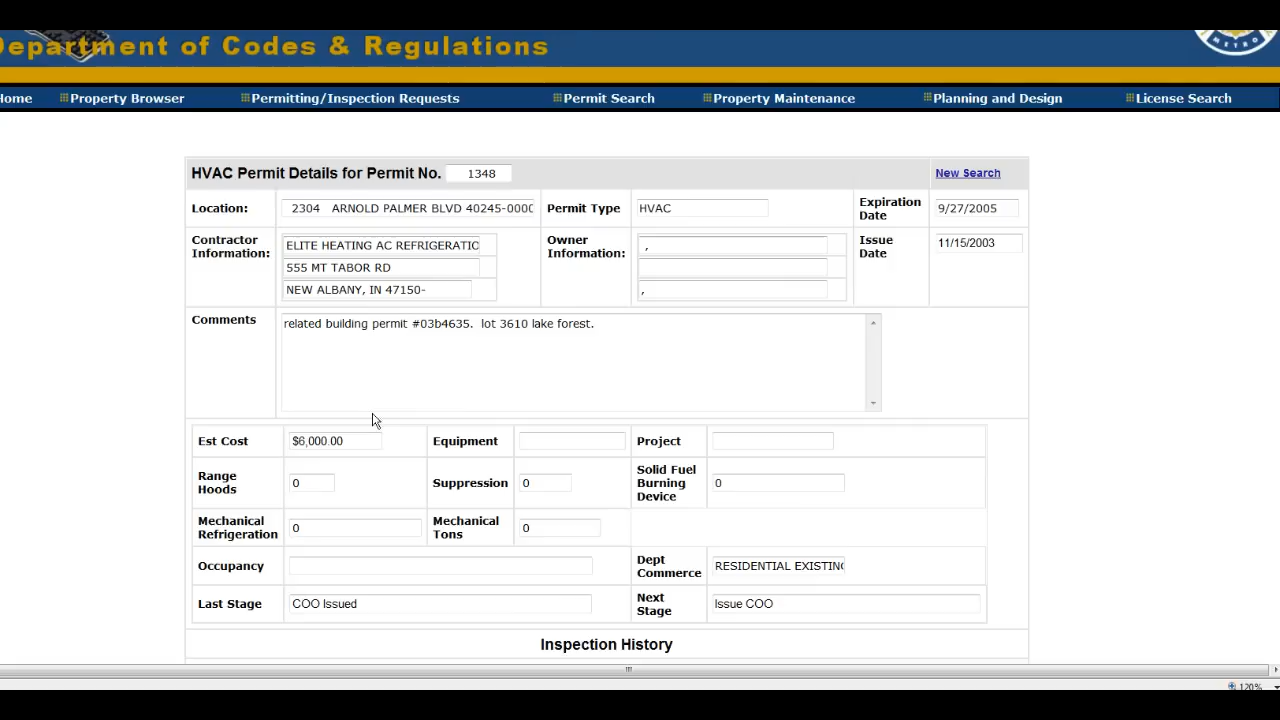 epartment of Codes & Regulations
METRO
Home Property Browser Permitting/Inspection Requests Permit Search Property Maintenance Planning and Design License Search
HVAC Permit Details for Permit No. 1348 New Search
Location: 2304 ARNOLD PALMER BLVD 40245-0000 Permit Type HVAC Expiration Date 9/27/2005
Contractor Information: ELITE HEATING AC REFRIGERATIO Owner Information: , Issue Date 11/15/2003
555 MT TABOR RD
NEW ALBANY, IN 47150- ,
Comments related building permit #03b4635. lot 3610 lake forest.
Est Cost $6,000.00 Equipment Project
Range Hoods 0 Suppression 0 Solid Fuel Burning Device 0
Mechanical Refrigeration 0 Mechanical Tons 0
Occupancy Dept Commerce RESIDENTIAL EXISTING
Last Stage COO Issued Next Stage Issue COO
Inspection History
120%